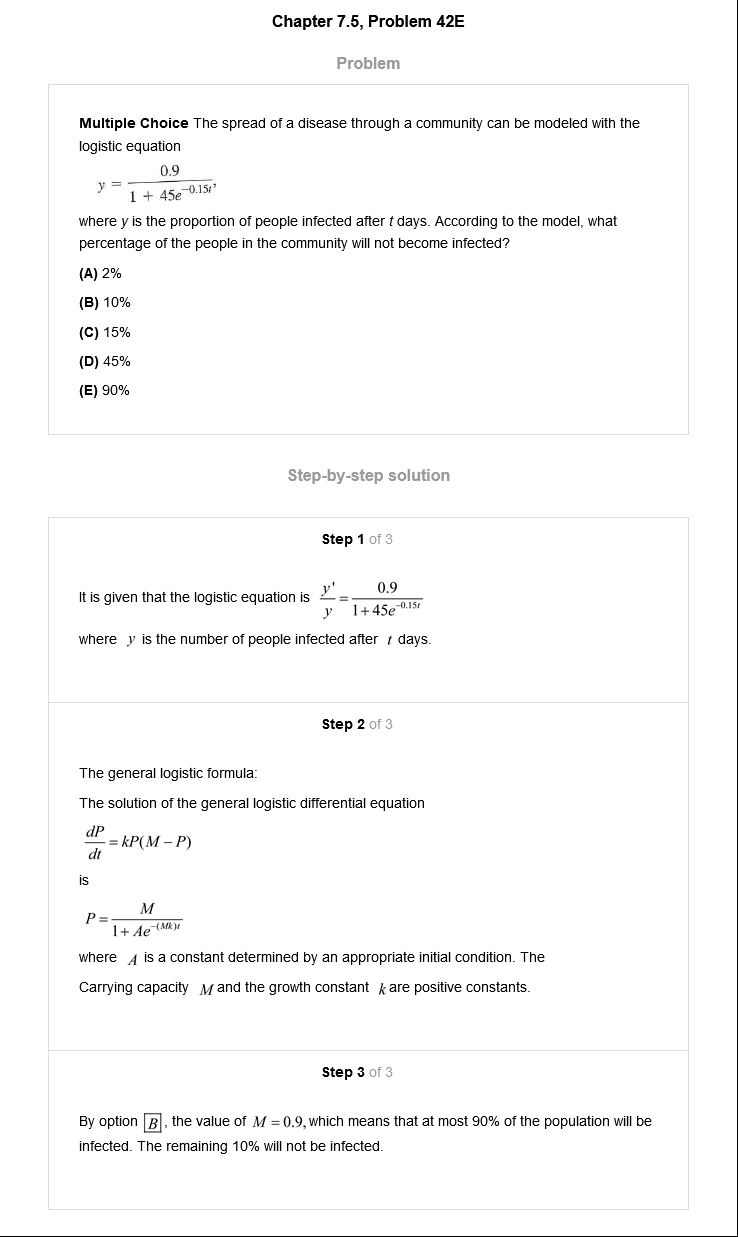 Chapter 7.5, Problem 42E
Problem
Multiple Choice The spread of a disease through a community can be modeled with the
logistic equation
y = 0.9 / (1 + 45e^{-0.15t}),
where y is the proportion of people infected after t days. According to the model, what
percentage of the people in the community will not become infected?
(A) 2%
(B) 10%
(C) 15%
(D) 45%
(E) 90%
Step-by-step solution
Step 1 of 3
It is given that the logistic equation is y'/y = 0.9 / (1+45e^{-0.15t})
where y is the number of people infected after t days.
Step 2 of 3
The general logistic formula:
The solution of the general logistic differential equation
dP/dt = kP(M – P)
is
P = M / (1+ Ae^{-(Mk)t})
where A is a constant determined by an appropriate initial condition. The
Carrying capacity M and the growth constant k are positive constants.
Step 3 of 3
By option B, the value of M = 0.9, which means that at most 90% of the population will be
infected. The remaining 10% will not be infected.